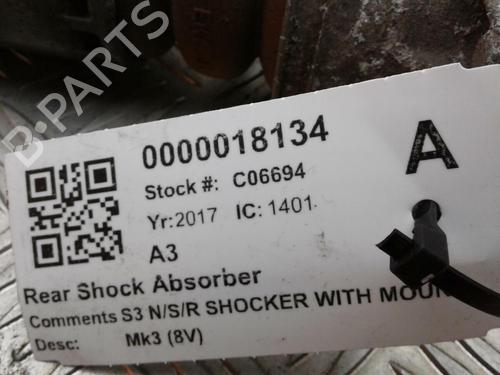 B-PARTS
0000018134
A
Stock #: C06694
Yr:2017 IC: 1401
A3
Rear Shock Absorber
Comments S3 N/S/R SHOCKER WITH MOUN
Desc: Mk3 (8V)